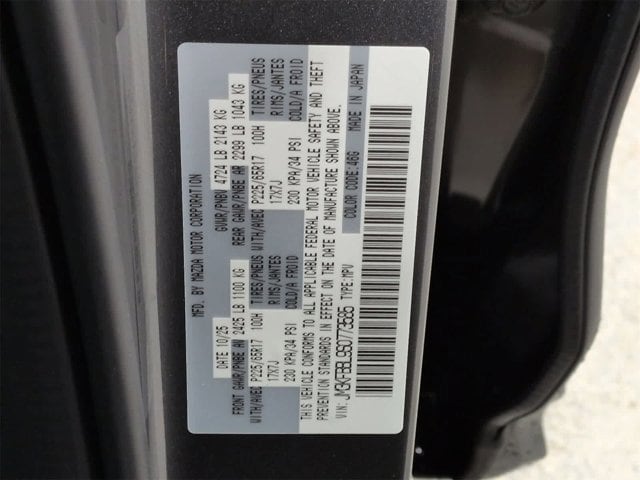 MFD. BY MAZDA MOTOR CORPORATION
DATE 10/25 GVWR/PNBV 4724 LB 2143 KG
FRONT GAWR/PNBE AV 2425 LB 1100 KG REAR GAWR/PNBE AR 2299 LB 1043 KG
WITH/AVEC TIRES/PNEUS WITH/AVEC TIRES/PNEUS
P225/65R17 100H RIMS/JANTES P225/65R17 100H RIMS/JANTES
17X7J COLD/A FROID 17X7J COLD/A FROID
230 KPA/34 PSI 230 KPA/34 PSI
THIS VEHICLE CONFORMS TO ALL APPLICABLE FEDERAL MOTOR VEHICLE SAFETY AND THEFT
PREVENTION STANDARDS IN EFFECT ON THE DATE OF MANUFACTURE SHOWN ABOVE.
VIN: JM3KFBBL9S0773585 TYPE: MPV COLOR CODE: 46G MADE IN JAPAN